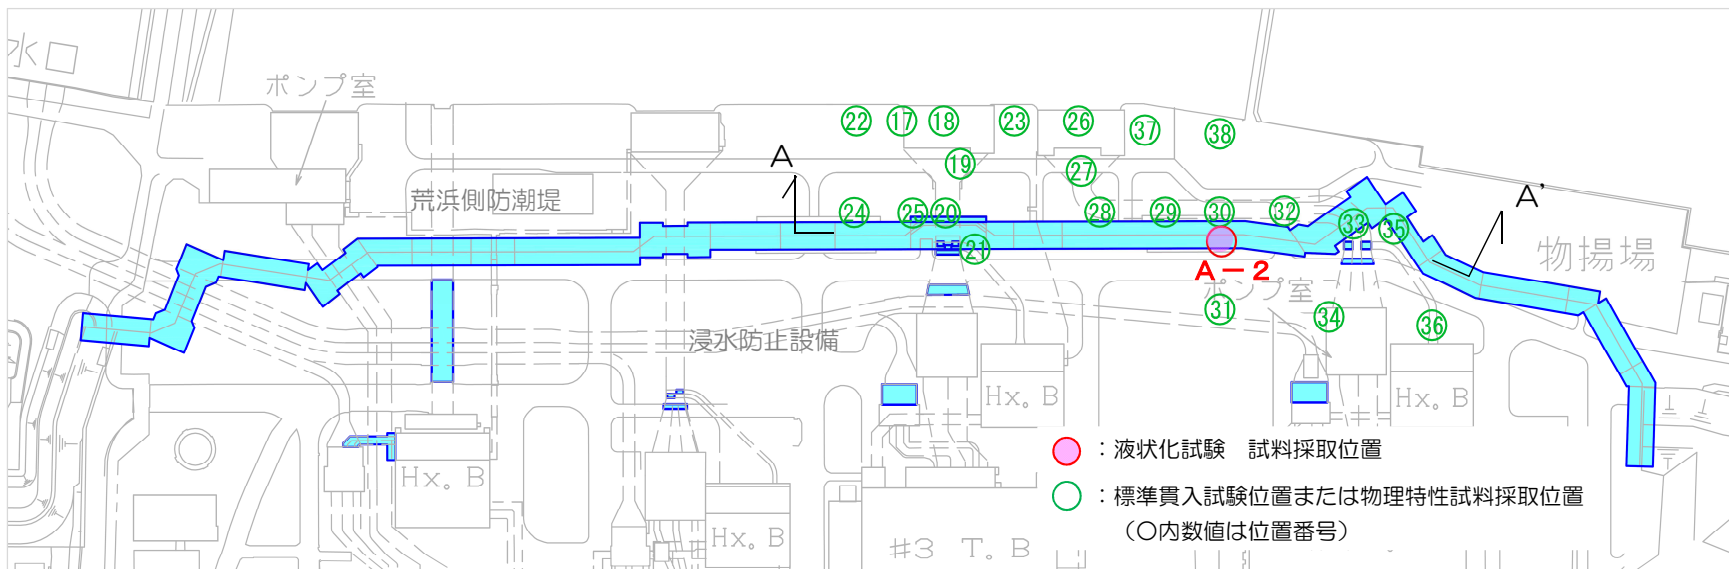 水
ポンプ室
22
17
18
23
26
37
38
A
19
27
A'
荒浜側防潮堤
24
25
20
28
29
30
32
33
35
21
物揚場
A－2
ポンプ室
31
34
36
浸水防止設備
Hx. B
Hx. B
：液状化試験　試料採取位置
Hx. B
：標準貫入試験位置または物理特性試料採取位置
（〇内数値は位置番号）
Hx. B
#3 T. B